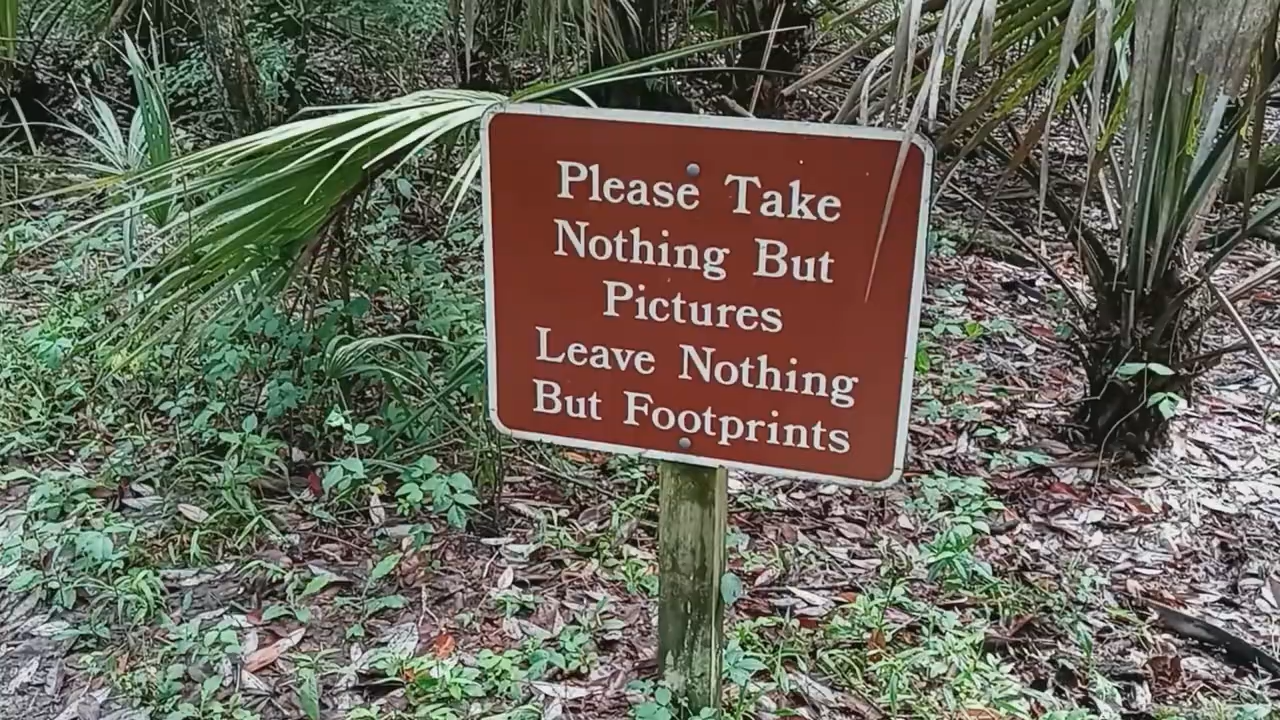 Please Take
Nothing But
Pictures
Leave Nothing
But Footprints